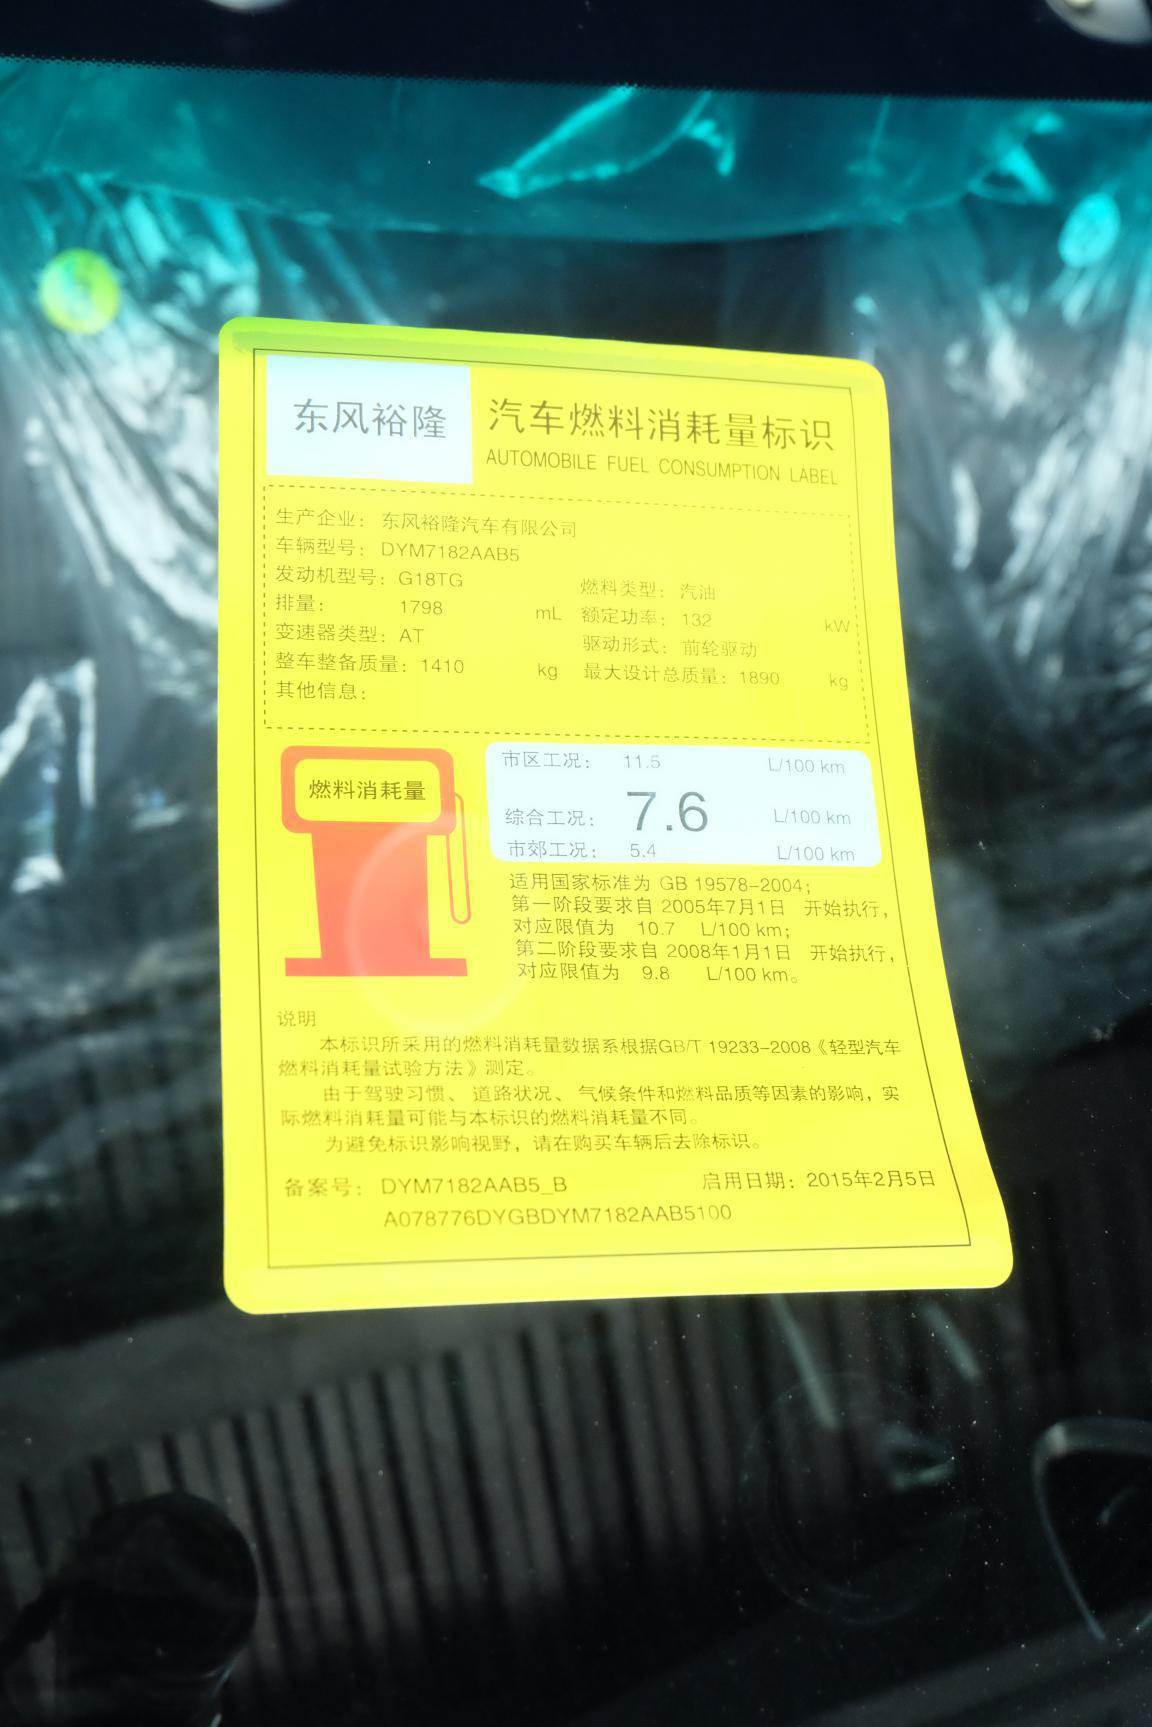 东风裕隆
汽车燃料消耗量标识
AUTOMOBILE FUEL CONSUMPTION LABEL
生产企业： 东风裕隆汽车有限公司
车辆型号： DYM7182AAB5
发动机型号： G18TG 燃料类型： 汽油
排量： 1798 mL 额定功率： 132 kW
变速器类型： AT 驱动形式： 前轮驱动
整车整备质量： 1410 kg 最大设计总质量： 1890 kg
其他信息：
燃料消耗量
市区工况： 11.5 L/100 km
综合工况： 7.6 L/100 km
市郊工况： 5.4 L/100 km
适用国家标准为 GB 19578-2004；
第一阶段要求自 2005年7月1日 开始执行，
对应限值为 10.7 L/100 km；
第二阶段要求自 2008年1月1日 开始执行，
对应限值为 9.8 L/100 km。
说明
本标识所采用的燃料消耗量数据系根据GB/T 19233-2008《轻型汽车
燃料消耗量试验方法》测定。
由于驾驶习惯、 道路状况、 气候条件和燃料品质等因素的影响，实
际燃料消耗量可能与本标识的燃料消耗量不同。
为避免标识影响视野，请在购买车辆后去除标识。
备案号： DYM7182AAB5_B 启用日期： 2015年2月5日
A078776DYGBDYM7182AAB5100